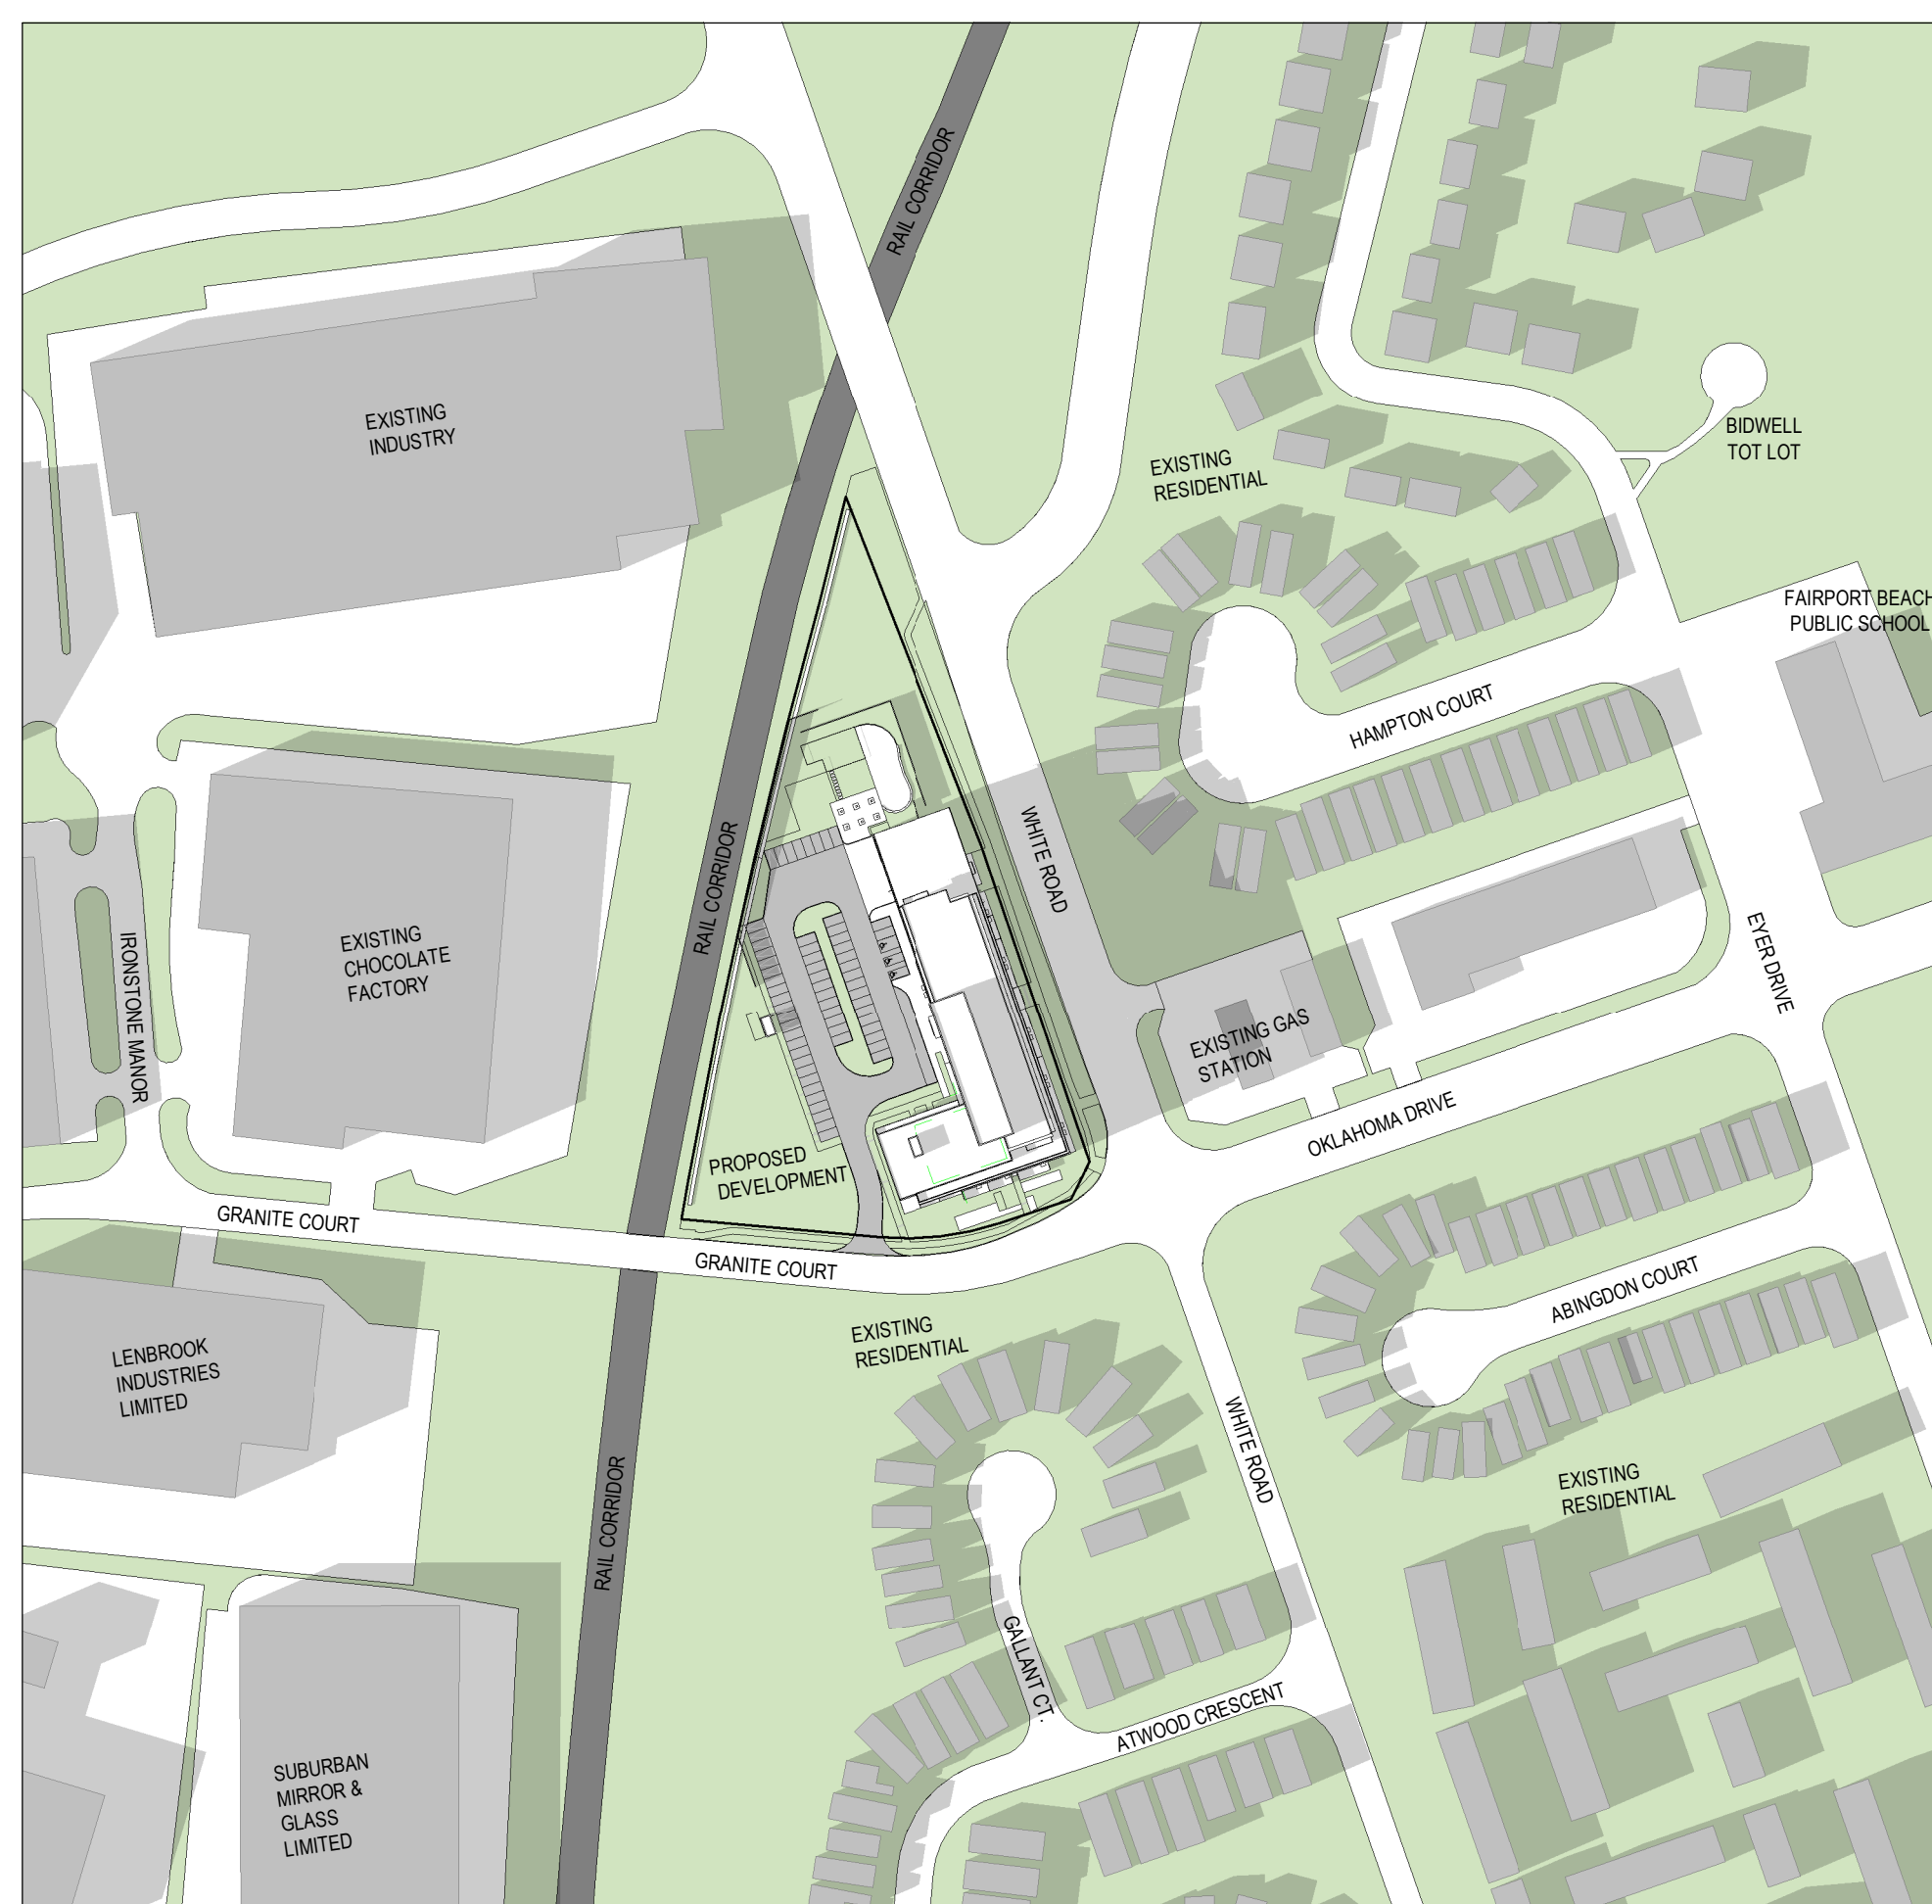 RAIL CORRIDOR
EXISTING
INDUSTRY
EXISTING
RESIDENTIAL
BIDWELL
TOT LOT
FAIRPORT BEACH
PUBLIC SCHOOL
HAMPTON COURT
WHITE ROAD
RAIL CORRIDOR
EXISTING
CHOCOLATE
FACTORY
IRONSTONE MANOR
EYER DRIVE
EXISTING GAS
STATION
OKLAHOMA DRIVE
PROPOSED
DEVELOPMENT
GRANITE COURT
GRANITE COURT
ABINGDON COURT
EXISTING
RESIDENTIAL
LENBROOK
INDUSTRIES
LIMITED
WHITE ROAD
EXISTING
RESIDENTIAL
RAIL CORRIDOR
GALLANT CT.
ATWOOD CRESCENT
SUBURBAN
MIRROR &
GLASS
LIMITED